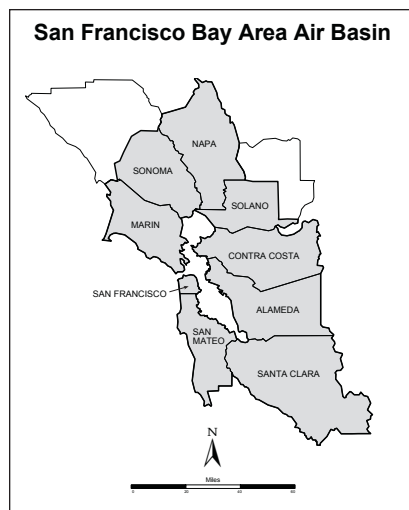 San Francisco Bay Area Air Basin
NAPA
SONOMA
SOLANO
MARIN
CONTRA COSTA
SAN FRANCISCO
ALAMEDA
SAN
MATEO
SANTA CLARA
N
Miles
0 20 40 60